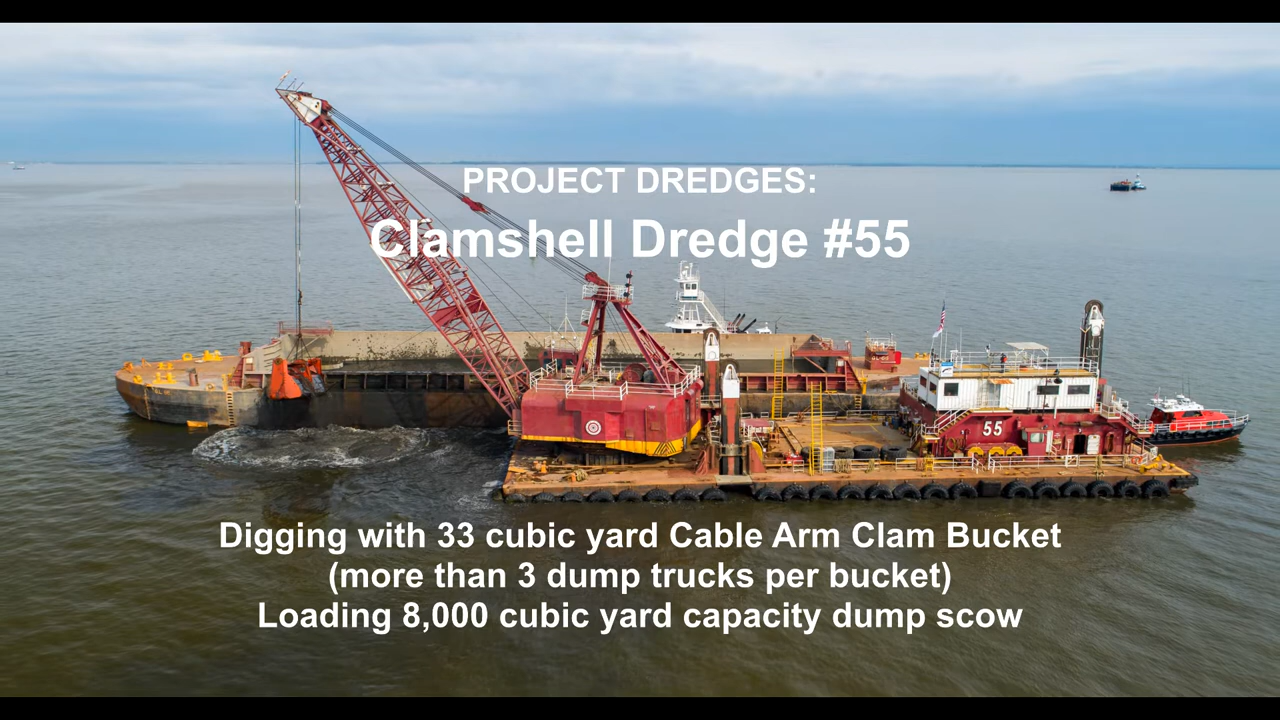 PROJECT DREDGES:
Clamshell Dredge #55
55
Digging with 33 cubic yard Cable Arm Clam Bucket
(more than 3 dump trucks per bucket)
Loading 8,000 cubic yard capacity dump scow